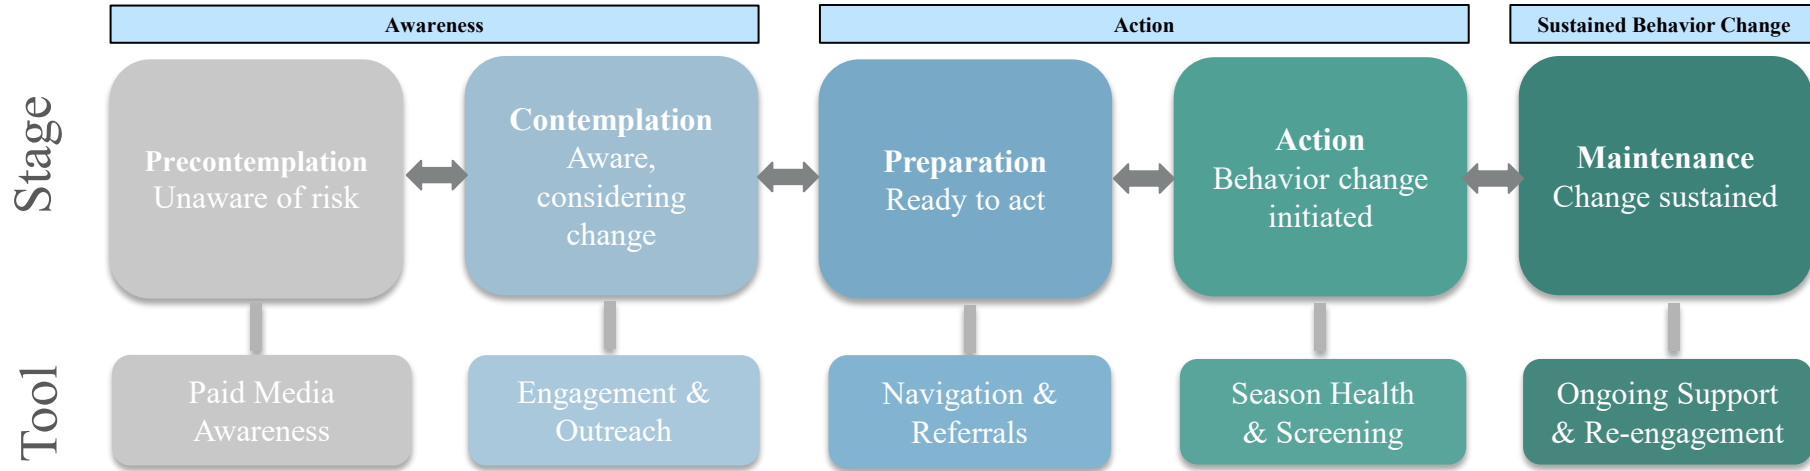 Awareness
Action
Sustained Behavior Change
Stage
Precontemplation
Unaware of risk
Contemplation
Aware,
considering
change
Preparation
Ready to act
Action
Behavior change
initiated
Maintenance
Change sustained
Tool
Paid Media
Awareness
Engagement &
Outreach
Navigation &
Referrals
Season Health
& Screening
Ongoing Support
& Re-engagement